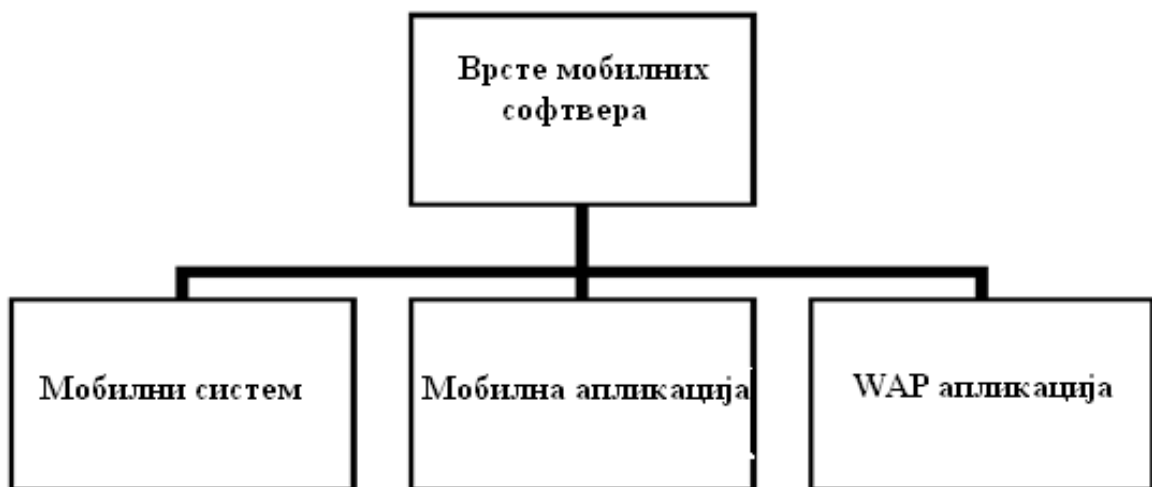 Врсте мобилних
софтвера
Мобилни систем
Мобилна апликација
WAP апликација